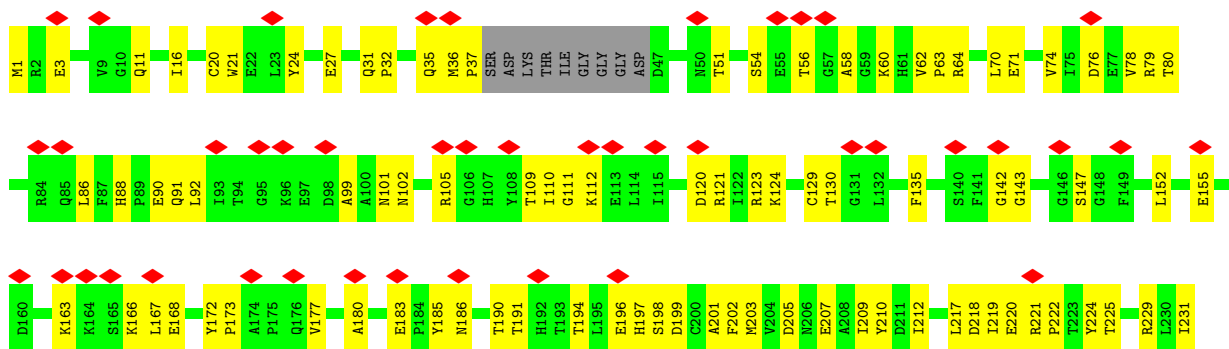 M1 R2 E3 V9 G10 Q11 I16 C20 W21 E22 L23 Y24 E27 Q31 P32 Q35 M36 P37 SER ASP LYS THR ILE GLY GLY GLY ASP D47 N50 T51 S54 E55 T56 G57 A58 G59 K60 H61 V62 P63 R64 L70 E71 V74 I75 D76 E77 V78 R79 T80
R84 Q85 L86 F87 H88 P89 E90 Q91 L92 I93 T94 G95 K96 E97 D98 A99 A100 N101 N102 R105 G106 H107 Y108 T109 I110 G111 K112 E113 L114 I115 D120 R121 I122 R123 K124 C129 T130 G131 L132 F135 S140 F141 G142 G143 G146 S147 G148 F149 L152 E155
D160 K163 K164 S165 K166 L167 E168 Y172 P173 A174 P175 Q176 V177 A180 E183 P184 Y185 N186 T190 T191 H192 T193 T194 L195 E196 H197 S198 D199 C200 A201 F202 M203 V204 D205 N206 E207 A208 I209 Y210 D211 I212 L217 D218 I219 E220 R221 P222 T223 Y224 T225 R229 L230 I231